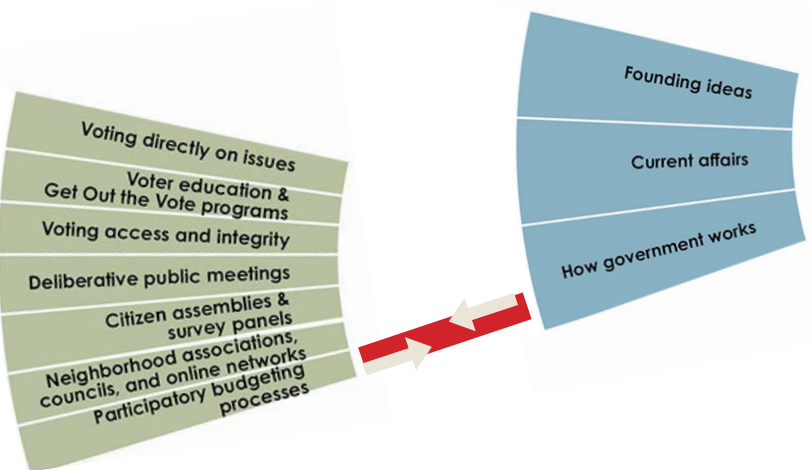 Voting directly on issues
Voter education &
Get Out the Vote programs
Voting access and integrity
Deliberative public meetings
Citizen assemblies &
survey panels
Neighborhood associations,
councils, and online networks
Participatory budgeting
processes
Founding ideas
Current affairs
How government works